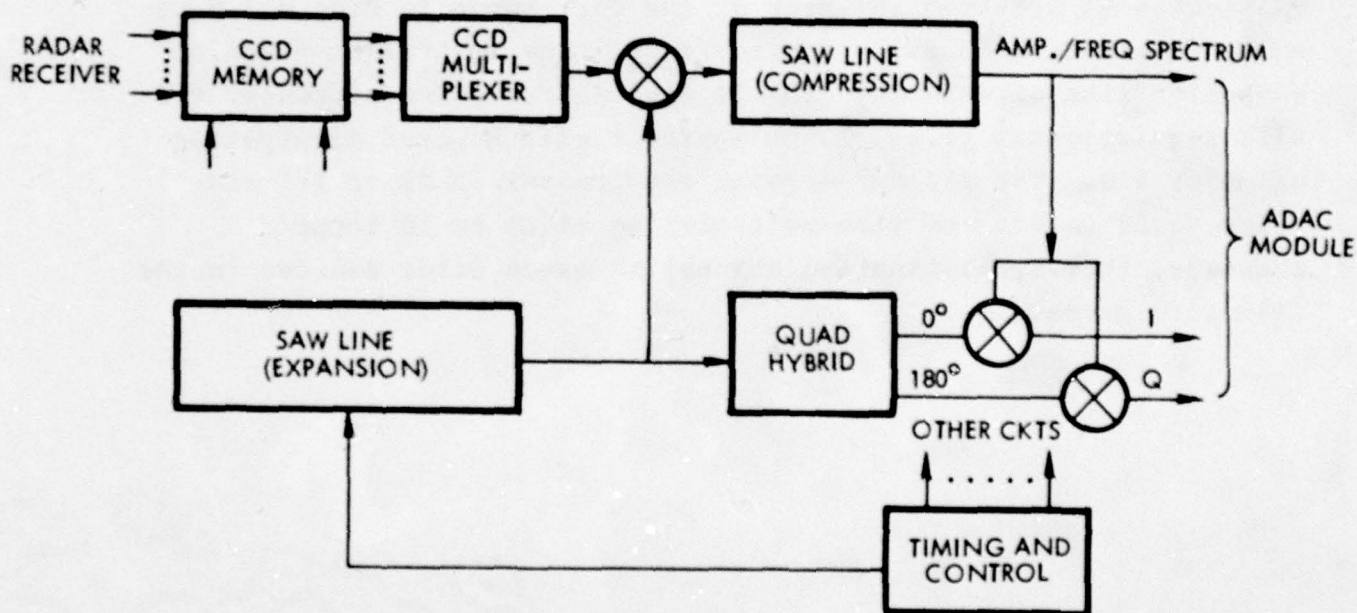 RADAR
RECEIVER
CCD
MEMORY
CCD
MULTI-
PLEXER
SAW LINE
(COMPRESSION)
AMP./FREQ SPECTRUM
ADAC
MODULE
SAW LINE
(EXPANSION)
QUAD
HYBRID
0°
180°
I
Q
OTHER CKTS
TIMING AND
CONTROL